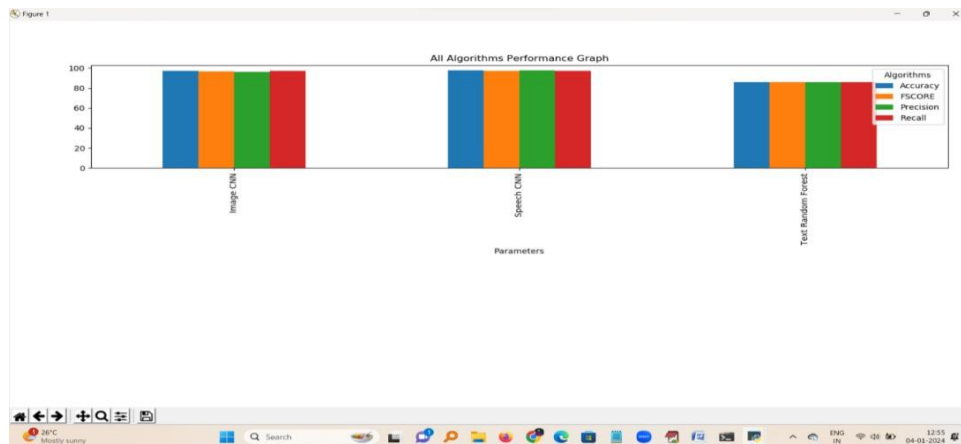 Figure 1
All Algorithms Performance Graph
100
80
60
40
20
0
Algorithms
Accuracy
FSCORE
Precision
Recall
Image CNN
Speech CNN
Text Random Forest
Parameters
1
26°C
Mostly sunny
Search
ENG
IN
12:55
04-01-2024